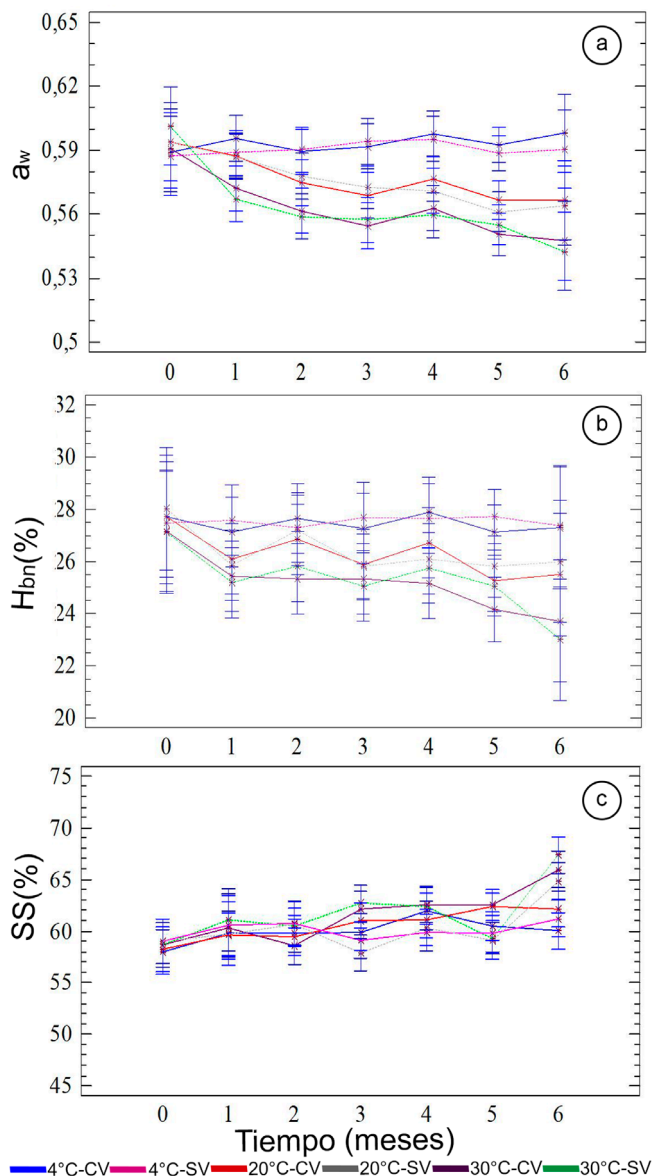 0,65
a
0,62
0,59
aw
0,56
0,53
0,5
0 1 2 3 4 5 6
32
b
30
28
Hbn(%)
26
24
22
20
0 1 2 3 4 5 6
75
c
70
65
SS(%)
60
55
50
45
0 1 2 3 4 5 6
Tiempo (meses)
4°C-CV 4°C-SV 20°C-CV 20°C-SV 30°C-CV 30°C-SV